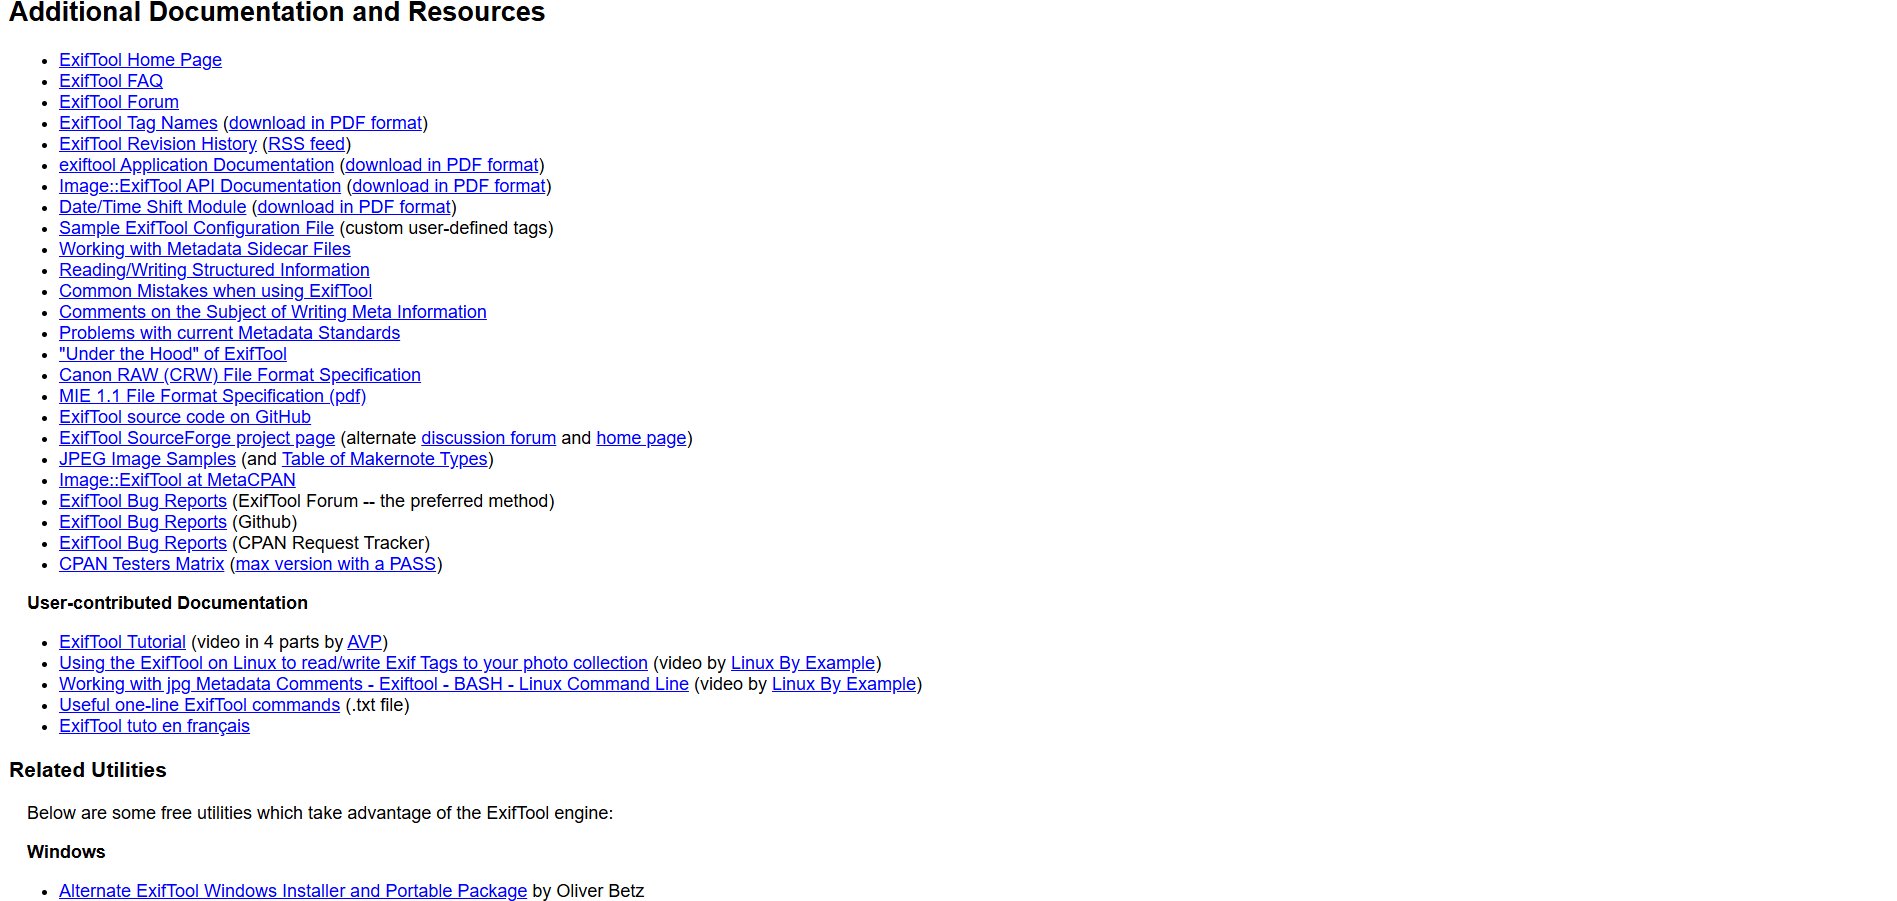 Additional Documentation and Resources
ExifTool Home Page
ExifTool FAQ
ExifTool Forum
ExifTool Tag Names (download in PDF format)
ExifTool Revision History (RSS feed)
exiftool Application Documentation (download in PDF format)
Image::ExifTool API Documentation (download in PDF format)
Date/Time Shift Module (download in PDF format)
Sample ExifTool Configuration File (custom user-defined tags)
Working with Metadata Sidecar Files
Reading/Writing Structured Information
Common Mistakes when using ExifTool
Comments on the Subject of Writing Meta Information
Problems with current Metadata Standards
"Under the Hood" of ExifTool
Canon RAW (CRW) File Format Specification
MIE 1.1 File Format Specification (pdf)
ExifTool source code on GitHub
ExifTool SourceForge project page (alternate discussion forum and home page)
JPEG Image Samples (and Table of Makernote Types)
Image::ExifTool at MetaCPAN
ExifTool Bug Reports (ExifTool Forum -- the preferred method)
ExifTool Bug Reports (Github)
ExifTool Bug Reports (CPAN Request Tracker)
CPAN Testers Matrix (max version with a PASS)
User-contributed Documentation
ExifTool Tutorial (video in 4 parts by AVP)
Using the ExifTool on Linux to read/write Exif Tags to your photo collection (video by Linux By Example)
Working with jpg Metadata Comments - Exiftool - BASH - Linux Command Line (video by Linux By Example)
Useful one-line ExifTool commands (.txt file)
ExifTool tuto en français
Related Utilities
Below are some free utilities which take advantage of the ExifTool engine:
Windows
Alternate ExifTool Windows Installer and Portable Package by Oliver Betz